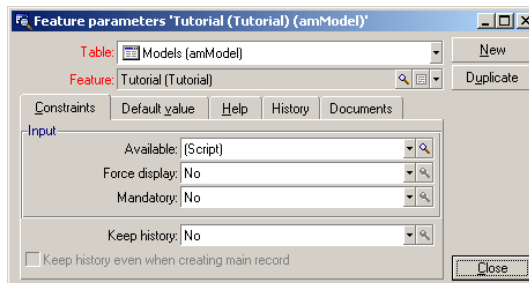 Feature parameters 'Tutorial (Tutorial) (amModel)'
Table: Models (amModel)
New
Feature: Tutorial (Tutorial)
Duplicate
Constraints Default value Help History Documents
Input
Available: (Script)
Force display: No
Mandatory: No
Keep history: No
Keep history even when creating main record
Close